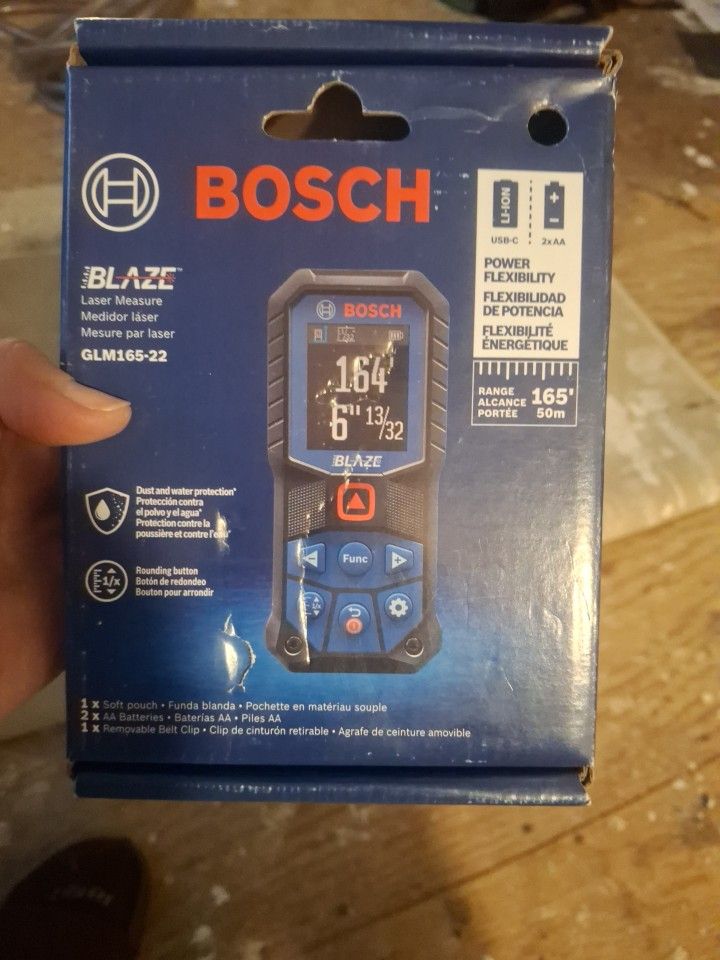 BOSCH
LI-ION
+
−
USB-C
2xAA
POWER
FLEXIBILITY
FLEXIBILIDAD
DE POTENCIA
FLEXIBILITÉ
ÉNERGÉTIQUE
RANGE
ALCANCE
PORTÉE
165'
50m
BLAZE™
Laser Measure
Medidor láser
Mesure par laser
GLM165-22
BOSCH
164
6" 13/32
BLAZE
− Func +
1/x
Dust and water protection*
Protección contra
el polvo y el agua*
Protection contre la
poussière et contre l'eau*
1/x
Rounding button
Botón de redondeo
Bouton pour arrondir
1 x Soft pouch • Funda blanda • Pochette en matériau souple
2 x AA Batteries • Baterías AA • Piles AA
1 x Removable Belt Clip • Clip de cinturón retirable • Agrafe de ceinture amovible